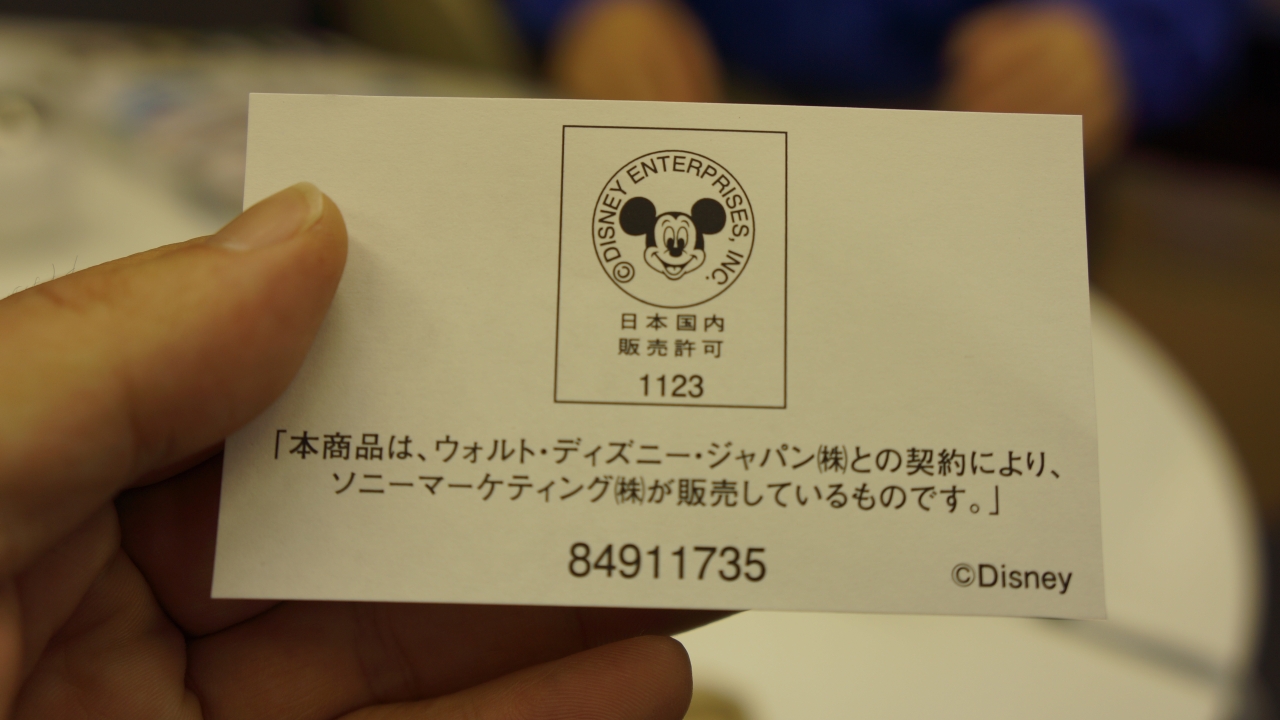 ©DISNEY ENTERPRISES, INC.
日本国内
販売許可
1123
「本商品は、ウォルト・ディズニー・ジャパン㈱との契約により、
ソニーマーケティング㈱が販売しているものです。」
84911735
©Disney